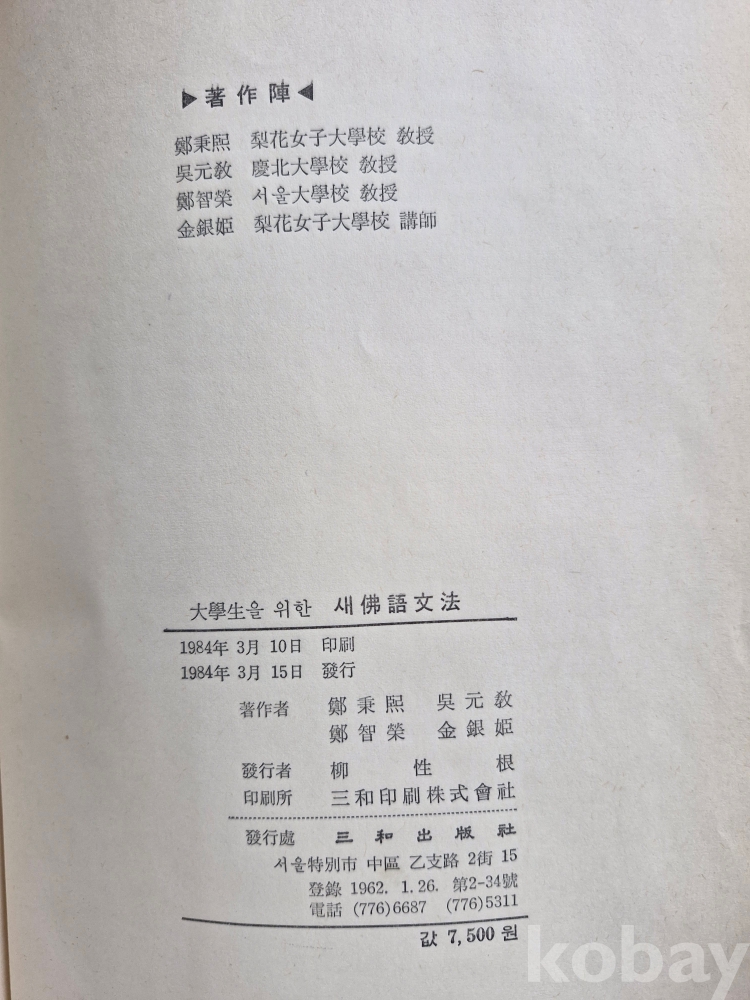 ▶著作陣◀
鄭秉熙 梨花女子大學校 敎授
吳元敎 慶北大學校 敎授
鄭智榮 서울大學校 敎授
金銀姬 梨花女子大學校 講師
大學生을 위한 새佛語文法
1984年 3月 10日 印刷
1984年 3月 15日 發行
著作者 鄭秉熙 吳元敎
鄭智榮 金銀姬
發行者 柳性根
印刷所 三和印刷株式會社
發行處 三和出版社
서울特別市 中區 乙支路 2街 15
登錄 1962. 1.26. 第2-34號
電話 (776)6687 (776)5311
값 7,500 원
kobay